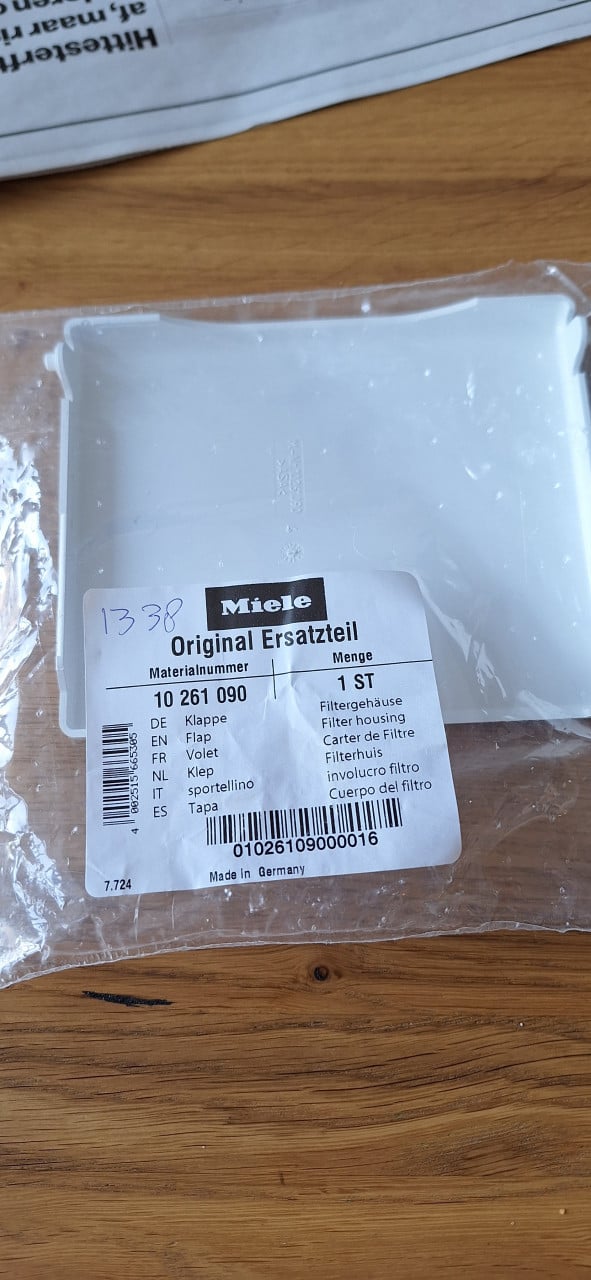 Hittesterft
af, maar ri
1338
Miele
Original Ersatzteil
Materialnummer Menge
10 261 090 1 ST
DE Klappe Filtergehäuse
EN Flap Filter housing
FR Volet Carter de Filtre
NL Klep Filterhuis
IT sportellino involucro filtro
ES Tapa Cuerpo del filtro
4 002515 665305
01026109000016
7.724 Made In Germany